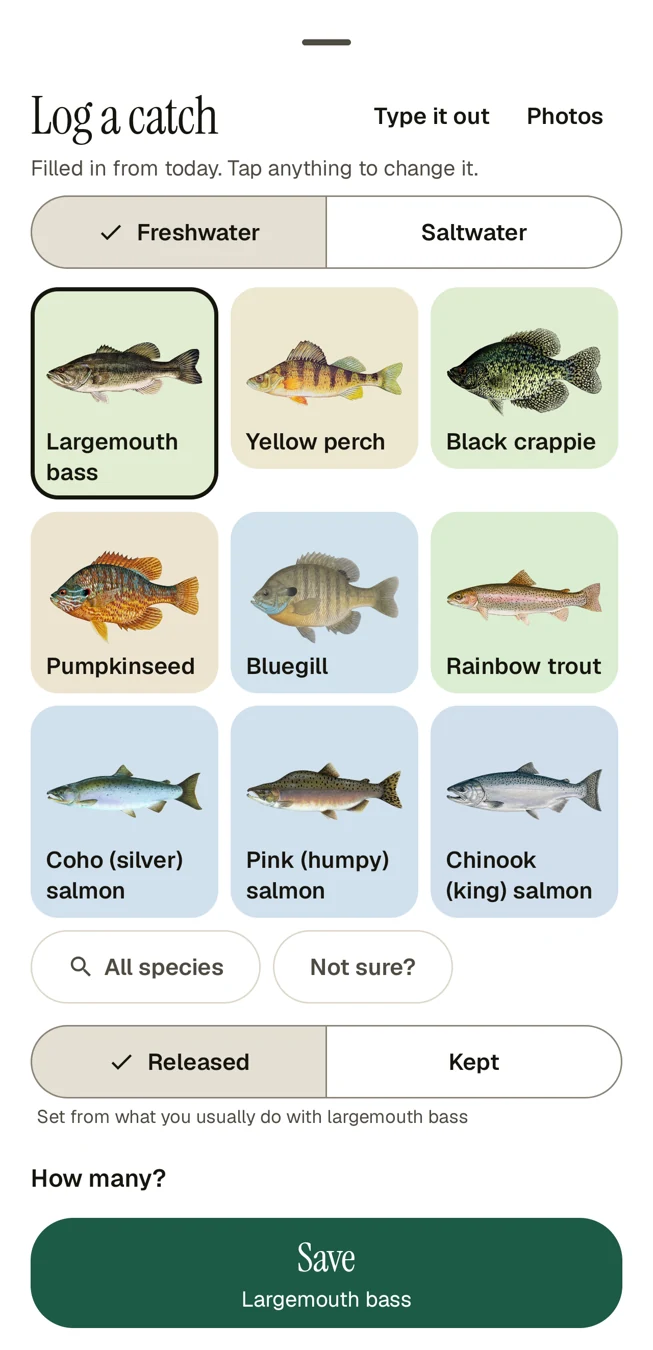 Log a catch
Type it out
Photos
Filled in from today. Tap anything to change it.
Freshwater
Saltwater
Largemouth
bass
Yellow perch
Black crappie
Pumpkinseed
Bluegill
Rainbow trout
Coho (silver)
salmon
Pink (humpy)
salmon
Chinook
(king) salmon
All species
Not sure?
Released
Kept
Set from what you usually do with largemouth bass
How many?
Save
Largemouth bass